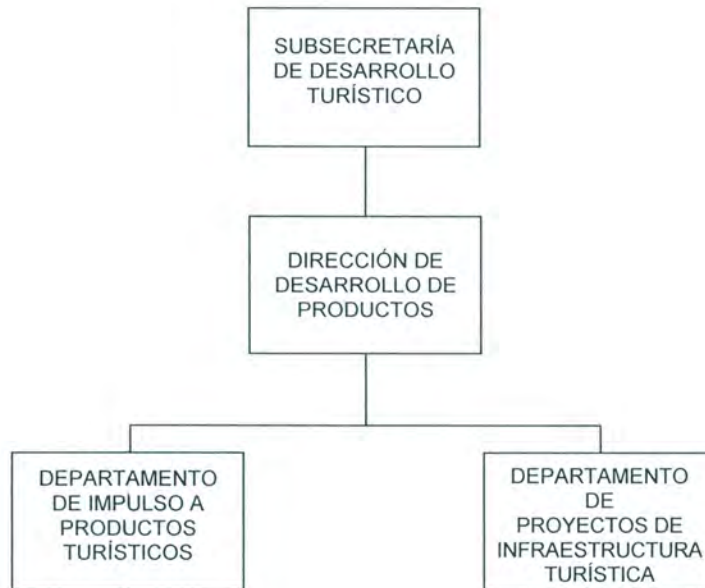 SUBSECRETARÍA
DE DESARROLLO
TURÍSTICO
DIRECCIÓN DE
DESARROLLO DE
PRODUCTOS
DEPARTAMENTO
DE IMPULSO A
PRODUCTOS
TURÍSTICOS
DEPARTAMENTO
DE
PROYECTOS DE
INFRAESTRUCTURA
TURÍSTICA